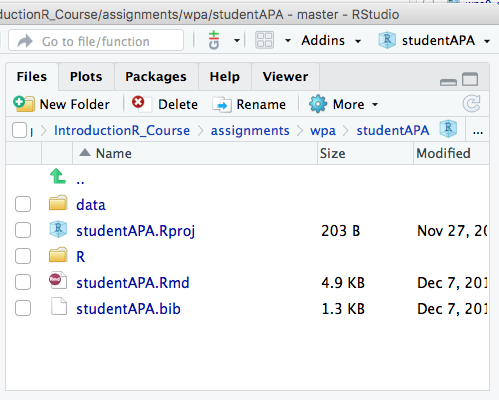 ductionR_Course/assignments/wpa/studentAPA - master - RStudio
Go to file/function Addins studentAPA
Files Plots Packages Help Viewer
New Folder Delete Rename More
IntroductionR_Course assignments wpa studentAPA R ...
Name Size Modified
..
data
studentAPA.Rproj 203 B Nov 27, 20
R
studentAPA.Rmd 4.9 KB Dec 7, 201
studentAPA.bib 1.3 KB Dec 7, 201